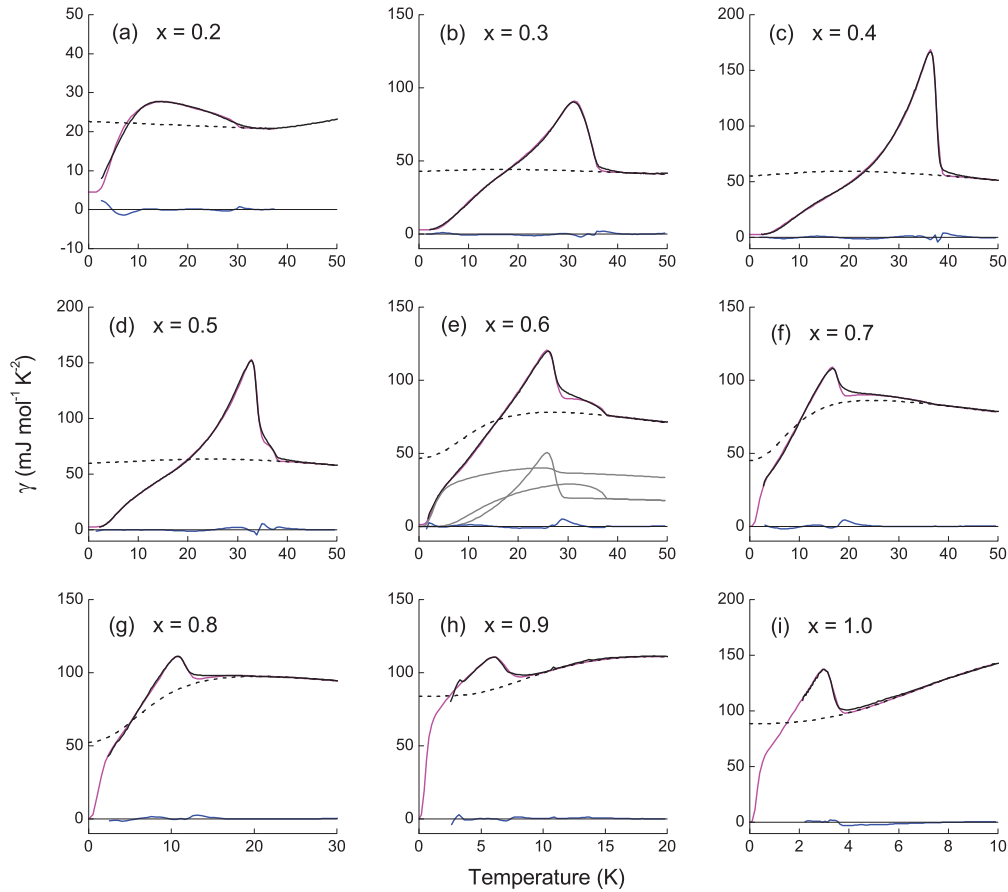 (a) x = 0.2
50
40
30
20
10
0
-10
0 10 20 30 40 50
(b) x = 0.3
150
100
50
0
0 10 20 30 40 50
(c) x = 0.4
200
150
100
50
0
0 10 20 30 40 50
γ (mJ mol⁻¹ K⁻²)
(d) x = 0.5
200
150
100
50
0
0 10 20 30 40 50
(e) x = 0.6
150
100
50
0
0 10 20 30 40 50
(f) x = 0.7
150
100
50
0
0 10 20 30 40 50
(g) x = 0.8
150
100
50
0
0 10 20 30
(h) x = 0.9
150
100
50
0
0 5 10 15 20
(i) x = 1.0
200
150
100
50
0
0 2 4 6 8 10
Temperature (K)